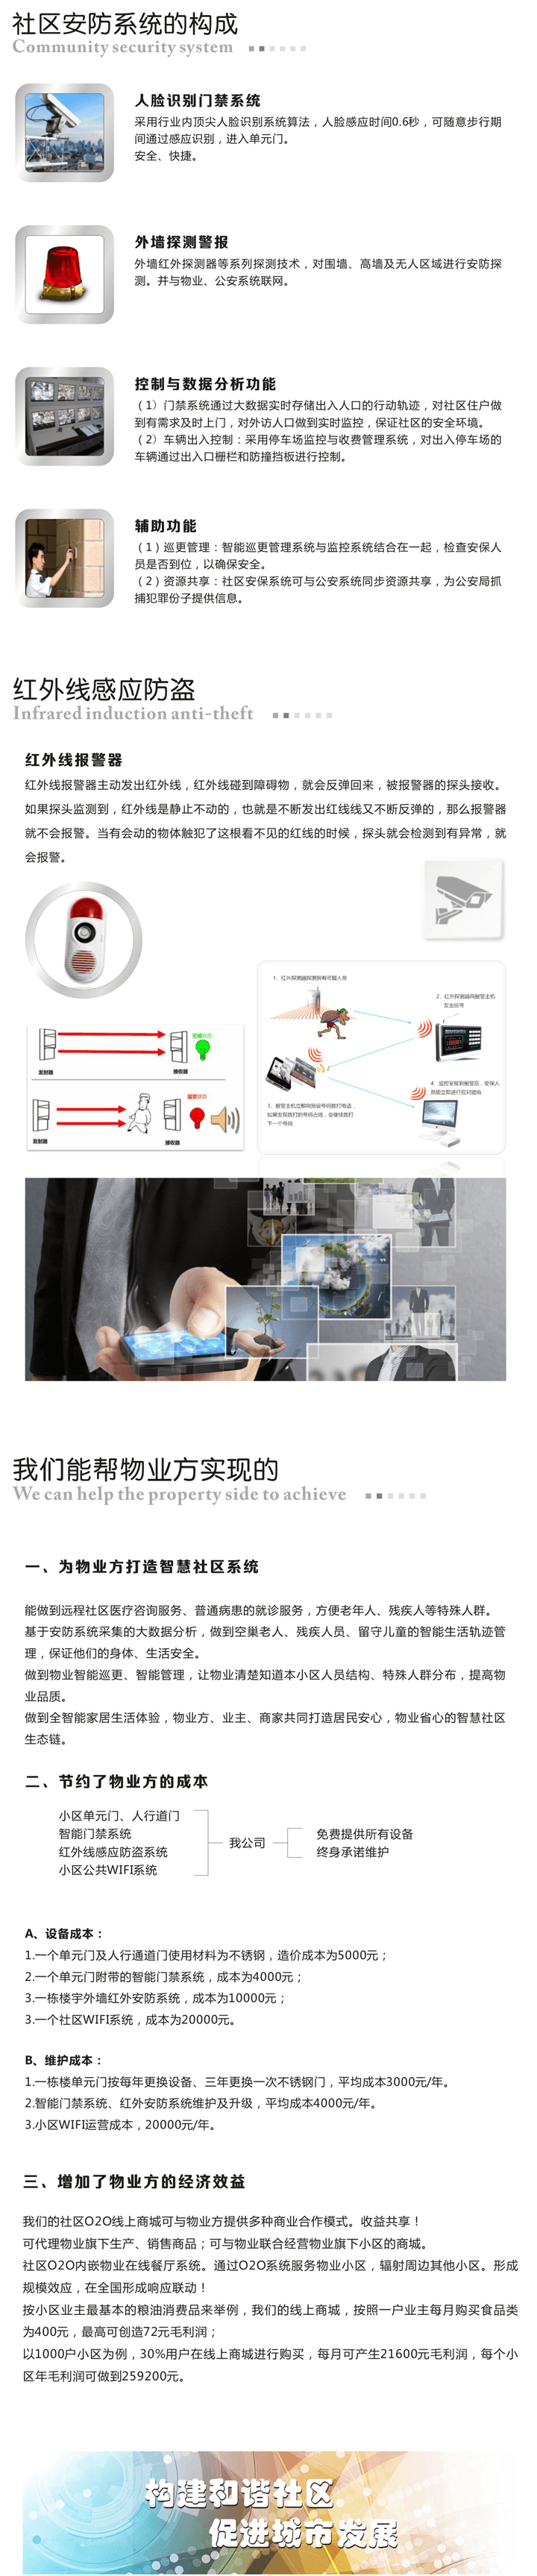 社区安防系统的构成
Community security system
人脸识别门禁系统
采用行业内顶尖人脸识别系统算法，人脸感应时间0.6秒，可随意步行期
间通过感应识别，进入单元门。
安全、快捷。
外墙探测警报
外墙红外探测器等系列探测技术，对围墙、高墙及无人区域进行安防探
测。并与物业、公安系统联网。
控制与数据分析功能
（1）门禁系统通过大数据实时存储出入人口的行动轨迹，对社区住户做
到有需求及时上门，对外访人口做到实时监控，保证社区的安全环境。
（2）车辆出入控制：采用停车场监控与收费管理系统，对出入停车场的
车辆通过出入口栅栏和防撞挡板进行控制。
辅助功能
（1）巡更管理：智能巡更管理系统与监控系统结合在一起，检查安保人
员是否到位，以确保安全。
（2）资源共享：社区安保系统可与公安系统同步资源共享，为公安局抓
捕犯罪份子提供信息。
红外线感应防盗
Infrared induction anti-theft
红外线报警器
红外线报警器主动发出红外线，红外线碰到障碍物，就会反弹回来，被报警器的探头接收。
如果探头监测到，红外线是静止不动的，也就是不断发出红线线又不断反弹的，那么报警器
就不会报警。当有会动的物体触犯了这根看不见的红线的时候，探头就会检测到有异常，就
会报警。
1、红外探测器探测到有可疑人员
2、红外探测器向报警主机
发出信号
3、报警主机立即向预设号码拨打电话，
如果发现拨打的号码占线，会继续拨打
下一个号码
4、监控室接到报警后，安保人
员能立即进行应对措施
发射器
接收器
报警状态
发射器
接收器
我们能帮物业方实现的
We can help the property side to achieve
一、为物业方打造智慧社区系统
能做到远程社区医疗咨询服务、普通病患的就诊服务，方便老年人、残疾人等特殊人群。
基于安防系统采集的大数据分析，做到空巢老人、残疾人员、留守儿童的智能生活轨迹管
理，保证他们的身体、生活安全。
做到物业智能巡更、智能管理，让物业清楚知道本小区人员结构、特殊人群分布，提高物
业品质。
做到全智能家居生活体验，物业方、业主、商家共同打造居民安心，物业省心的智慧社区
生态链。
二、节约了物业方的成本
小区单元门、人行道门
智能门禁系统
红外线感应防盗系统
小区公共WIFI系统
我公司
免费提供所有设备
终身承诺维护
A、设备成本：
1.一个单元门及人行通道门使用材料为不锈钢，造价成本为5000元；
2.一个单元门附带的智能门禁系统，成本为4000元；
3.一栋楼宇外墙红外安防系统，成本为10000元；
3.一个社区WIFI系统，成本为20000元。
B、维护成本：
1.一栋楼单元门按每年更换设备、三年更换一次不锈钢门，平均成本3000元/年。
2.智能门禁系统、红外安防系统维护及升级，平均成本4000元/年。
3.小区WIFI运营成本，20000元/年。
三、增加了物业方的经济效益
我们的社区O2O线上商城可与物业方提供多种商业合作模式。收益共享！
可代理物业旗下生产、销售商品；可与物业联合经营物业旗下小区的商城。
社区O2O内嵌物业在线餐厅系统。通过O2O系统服务物业小区，辐射周边其他小区。形成
规模效应，在全国形成响应联动！
按小区业主最基本的粮油消费品来举例，我们的线上商城，按照一户业主每月购买食品类
为400元，最高可创造72元毛利润；
以1000户小区为例，30%用户在线上商城进行购买，每月可产生21600元毛利润，每个小
区年毛利润可做到259200元。
构建和谐社区
促进城市发展